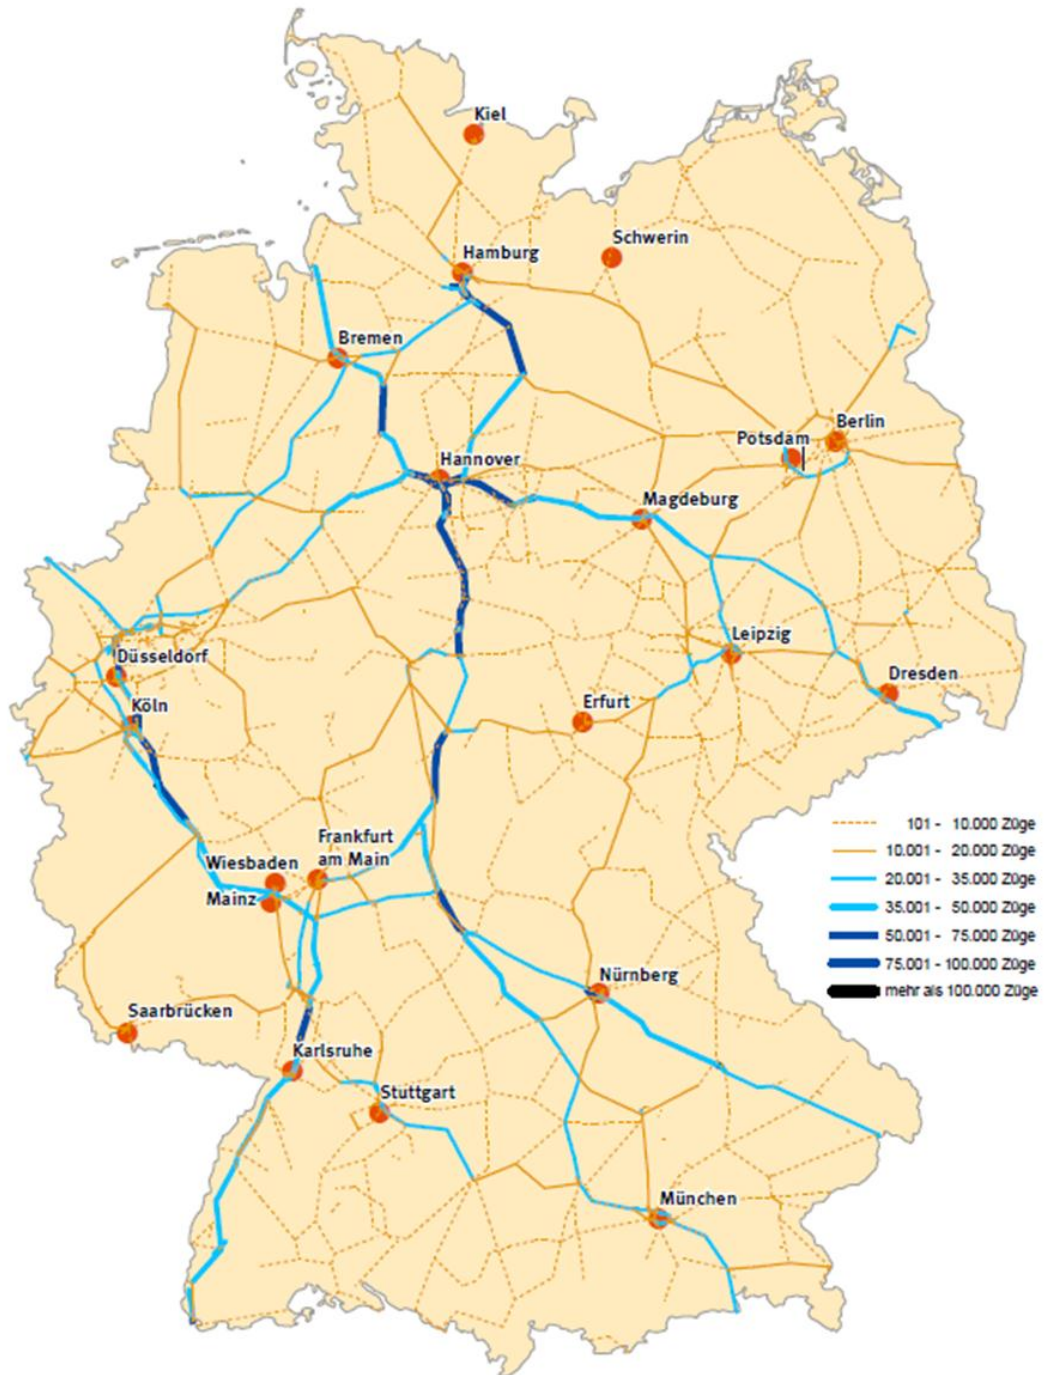 Kiel
Schwerin
Hamburg
Bremen
Berlin
Potsdam
Hannover
Magdeburg
Leipzig
Düsseldorf
Dresden
Köln
Erfurt
101 - 10.000 Züge
Frankfurt
am Main
10.001 - 20.000 Züge
Wiesbaden
20.001 - 35.000 Züge
Mainz
35.001 - 50.000 Züge
50.001 - 75.000 Züge
75.001 - 100.000 Züge
Nürnberg
mehr als 100.000 Züge
Saarbrücken
Karlsruhe
Stuttgart
München